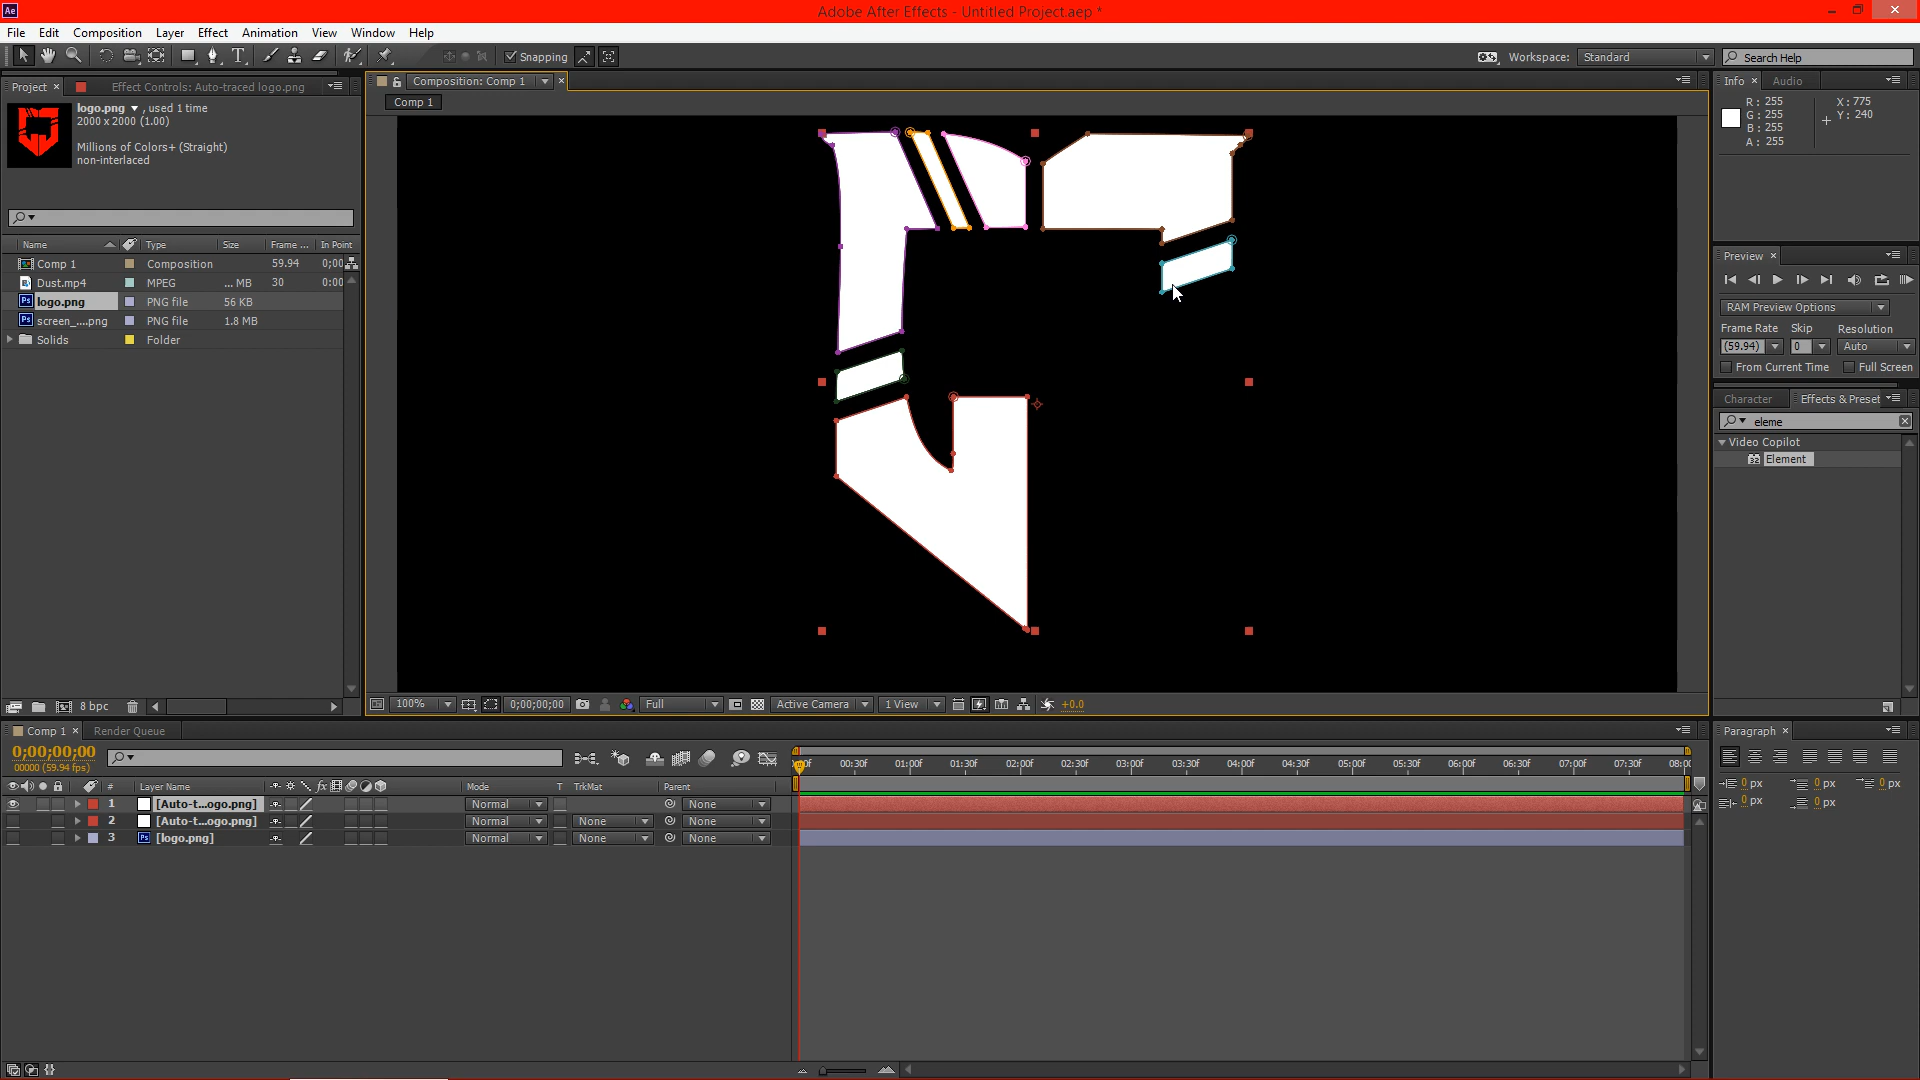 Ae
Adobe After Effects - Untitled Project.aep *
File Edit Composition Layer Effect Animation View Window Help
Snapping
Workspace: Standard
Search Help
Project
Effect Controls: Auto-traced logo.png
logo.png , used 1 time
2000 x 2000 (1.00)
Millions of Colors+ (Straight)
non-interlaced
Name Type Size Frame ... In Point
Comp 1 Composition 59.94 0;00
Dust.mp4 MPEG ... MB 30 0:00
logo.png PNG file 56 KB
screen_....png PNG file 1.8 MB
Solids Folder
8 bpc
Composition: Comp 1
Comp 1
100% 0;00;00;00 Full Active Camera 1 View +0.0
Info Audio
R: 255 X: 775
G: 255 Y: 240
B: 255
A: 255
Preview
RAM Preview Options
Frame Rate Skip Resolution
(59.94) 0 Auto
From Current Time Full Screen
Character Effects & Preset
eleme
Video Copilot
32 Element
Comp 1 Render Queue
0;00;00;00
00000 (59.94 fps)
00:30f 01:00f 01:30f 02:00f 02:30f 03:00f 03:30f 04:00f 04:30f 05:00f 05:30f 06:00f 06:30f 07:00f 07:30f 08:00
# Layer Name fx Mode T TrkMat Parent
1 [Auto-t...ogo.png] Normal None
2 [Auto-t...ogo.png] Normal None None
3 Ps [logo.png] Normal None None
Paragraph
0 px 0 px 0 px
0 px 0 px